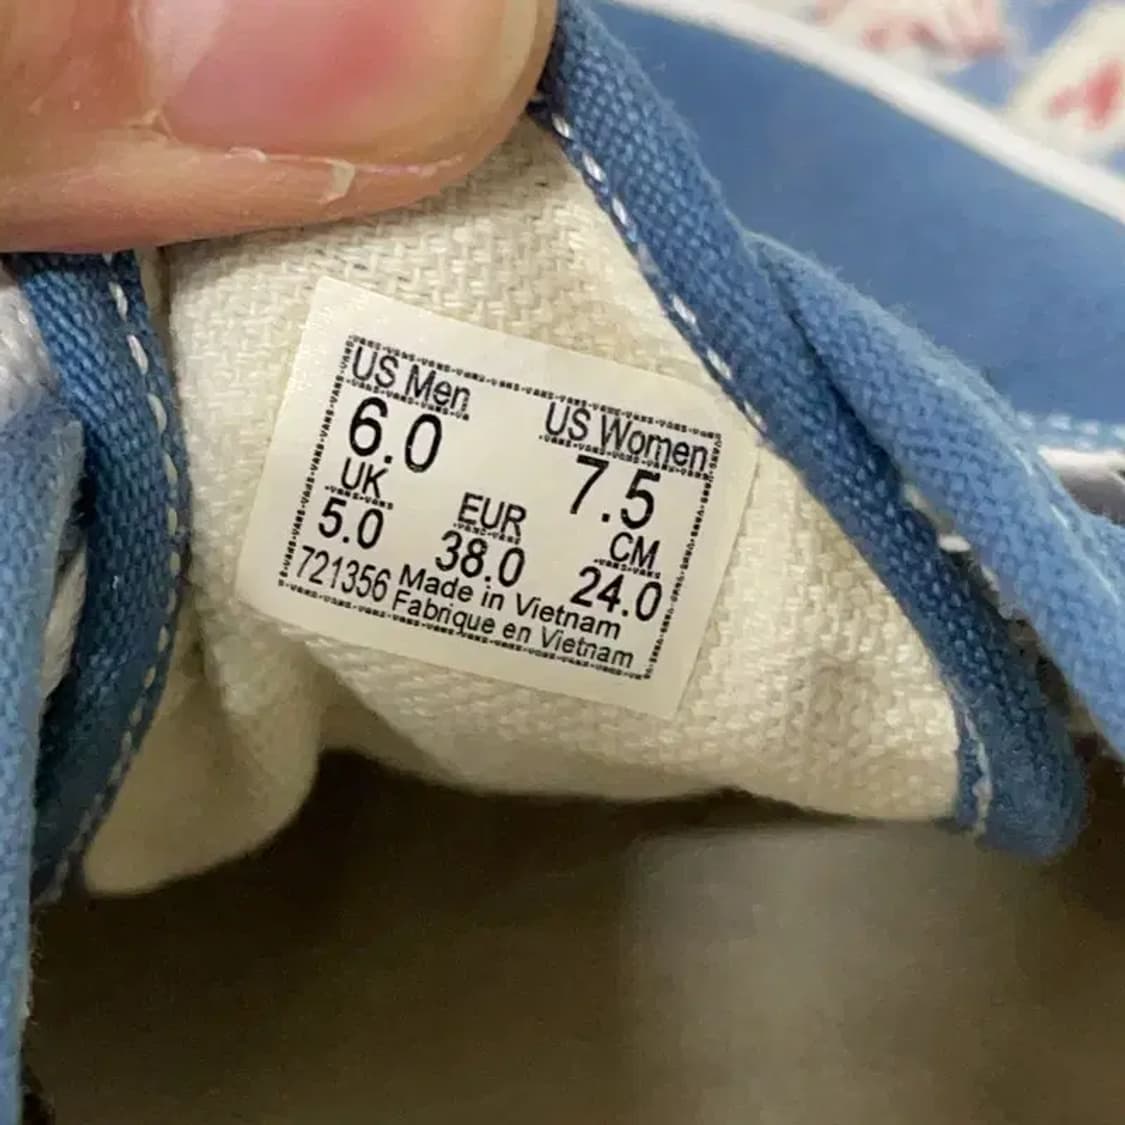 US Men US Women
6.0 7.5
UK EUR CM
5.0 38.0 24.0
721356 Made in Vietnam
Fabrique en Vietnam